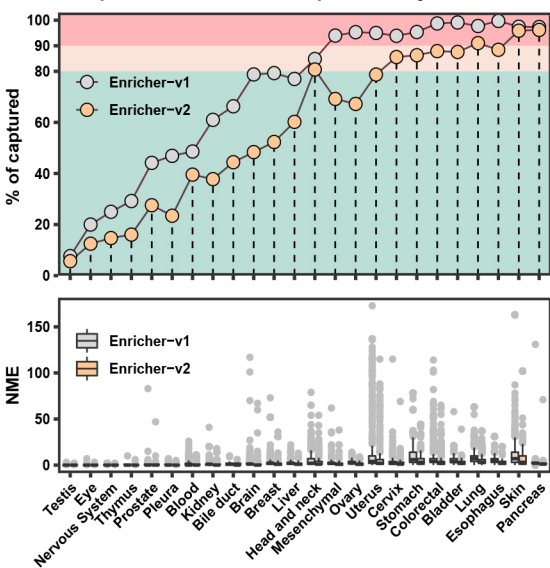 % of captured
100
90
80
60
40
20
0
Enricher−v1
Enricher−v2
NME
150
100
50
0
Enricher−v1
Enricher−v2
Testis
Eye
Nervous System
Thymus
Prostate
Pleura
Blood
Kidney
Bile duct
Brain
Breast
Liver
Head and neck
Mesenchymal
Ovary
Uterus
Cervix
Stomach
Colorectal
Bladder
Lung
Esophagus
Skin
Pancreas